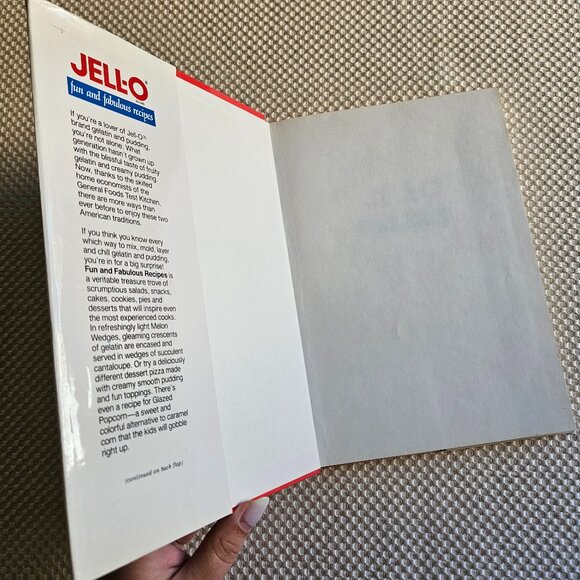 JELL-O®
fun and fabulous recipes
If you're a lover of Jell-O®
brand gelatin and pudding,
you're not alone. What
generation hasn't grown up
with the blissful taste of fruity
gelatin and creamy pudding.
Now, thanks to the skilled
home economists of the
General Foods Test Kitchen,
there are more ways than
ever before to enjoy these two
American traditions.
If you think you know every
which way to mix, mold, layer
and chill gelatin and pudding,
you're in for a big surprise!
Fun and Fabulous Recipes is
a veritable treasure trove of
scrumptious salads, snacks,
cakes, cookies, pies and
desserts that will inspire even
the most experienced cooks.
In refreshingly light Melon
Wedges, gleaming crescents
of gelatin are encased and
served in wedges of succulent
cantaloupe. Or try a deliciously
different dessert pizza made
with creamy smooth pudding
and fun toppings. There's
even a recipe for Glazed
Popcorn—a sweet and
colorful alternative to caramel
corn that the kids will gobble
right up.
(continued on back flap)